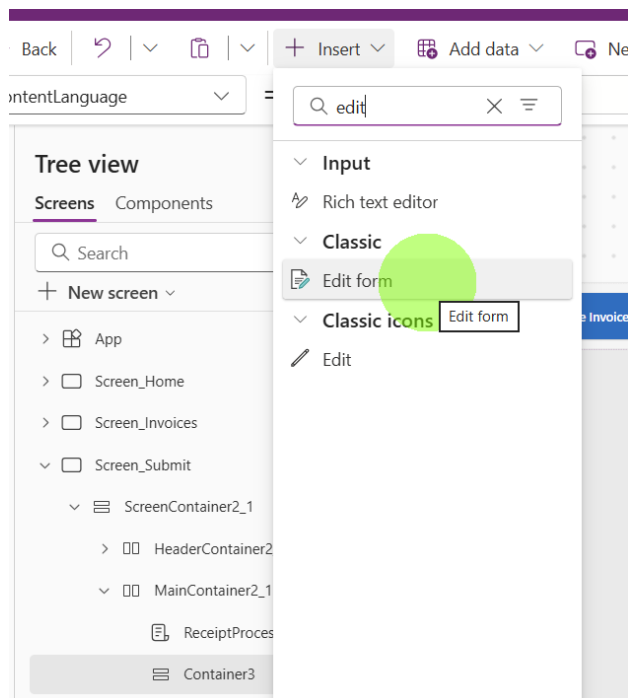 Back
Insert
Add data
Ne
ontentLanguage
=
edit
Tree view
Screens Components
Search
New screen
App
Screen_Home
Screen_Invoices
Screen_Submit
ScreenContainer2_1
HeaderContainer2
MainContainer2_1
ReceiptProces
Container3
Input
Rich text editor
Classic
Edit form
Classic icons
Edit form
Edit
e Invoice